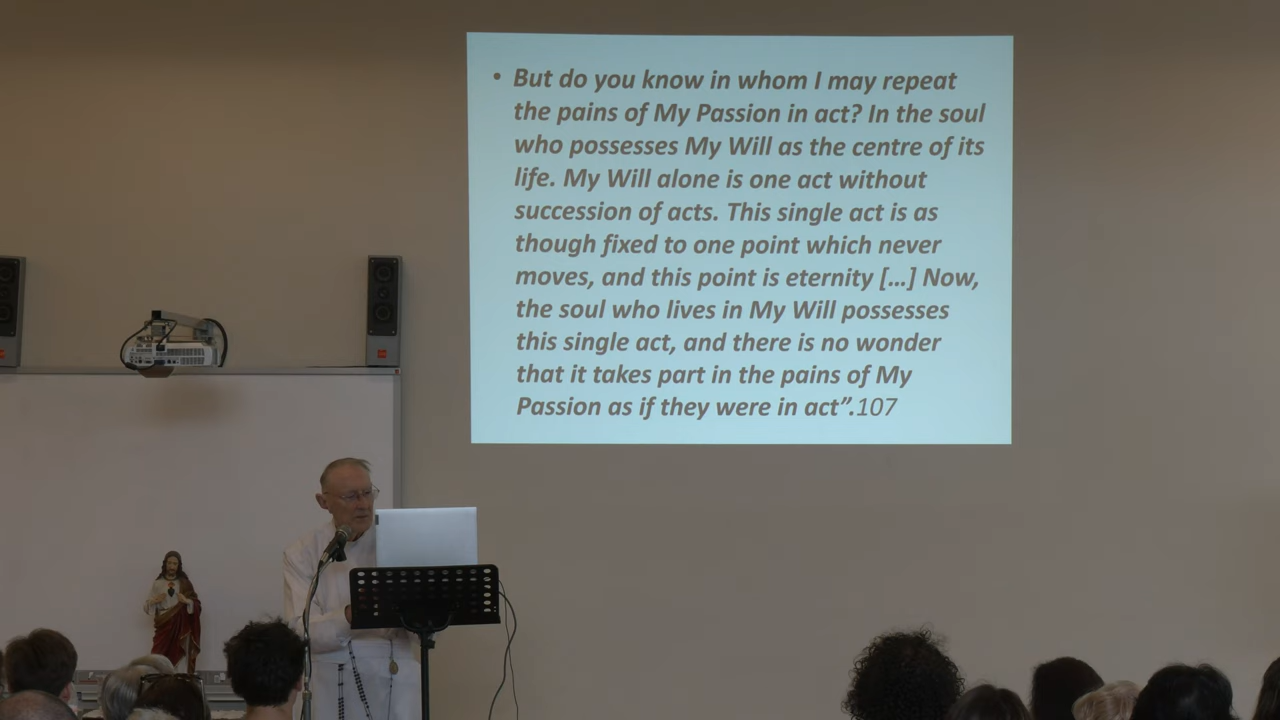 • But do you know in whom I may repeat
the pains of My Passion in act? In the soul
who possesses My Will as the centre of its
life. My Will alone is one act without
succession of acts. This single act is as
though fixed to one point which never
moves, and this point is eternity [...] Now,
the soul who lives in My Will possesses
this single act, and there is no wonder
that it takes part in the pains of My
Passion as if they were in act”.107